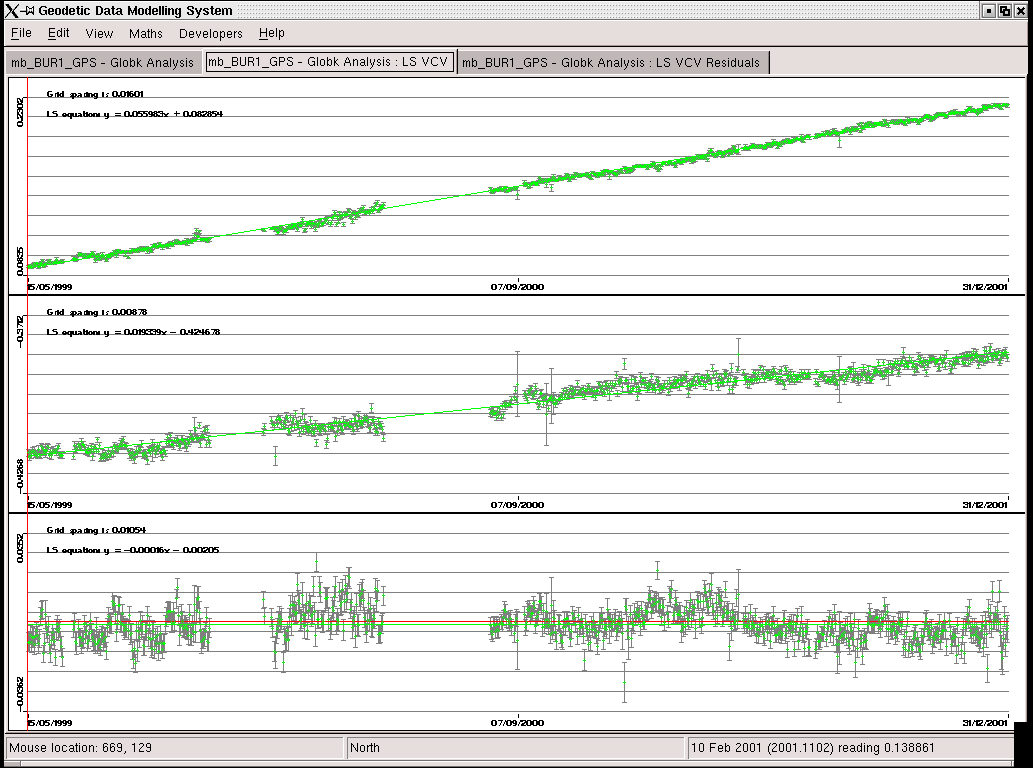 Geodetic Data Modelling System
File Edit View Maths Developers Help
mb_BUR1_GPS - Globk Analysis mb_BUR1_GPS - Globk Analysis : LS VCV mb_BUR1_GPS - Globk Analysis : LS VCV Residuals
0.2302
Grid spacing is 0.01601
LS equation y = 0.055983x + 0.082854
0.0835
15/05/1999 07/09/2000 31/12/2001
-0.3712
Grid spacing is 0.00878
LS equation y = 0.019339x - 0.424678
-0.4268
15/05/1999 07/09/2000 31/12/2001
0.0352
Grid spacing is 0.01054
LS equation y = -0.00016x - 0.00205
-0.0362
15/05/1999 07/09/2000 31/12/2001
Mouse location: 669, 129 North 10 Feb 2001 (2001.1102) reading 0.138861